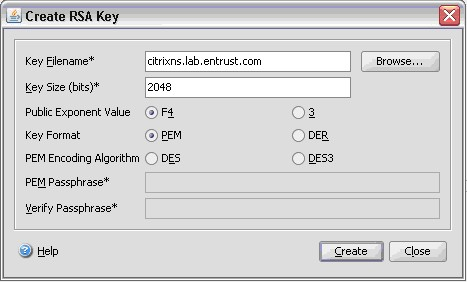 Create RSA Key
Key Filename* citrixns.lab.entrust.com Browse...
Key Size (bits)* 2048
Public Exponent Value F4 3
Key Format PEM DER
PEM Encoding Algorithm DES DES3
PEM Passphrase*
Verify Passphrase*
Help Create Close